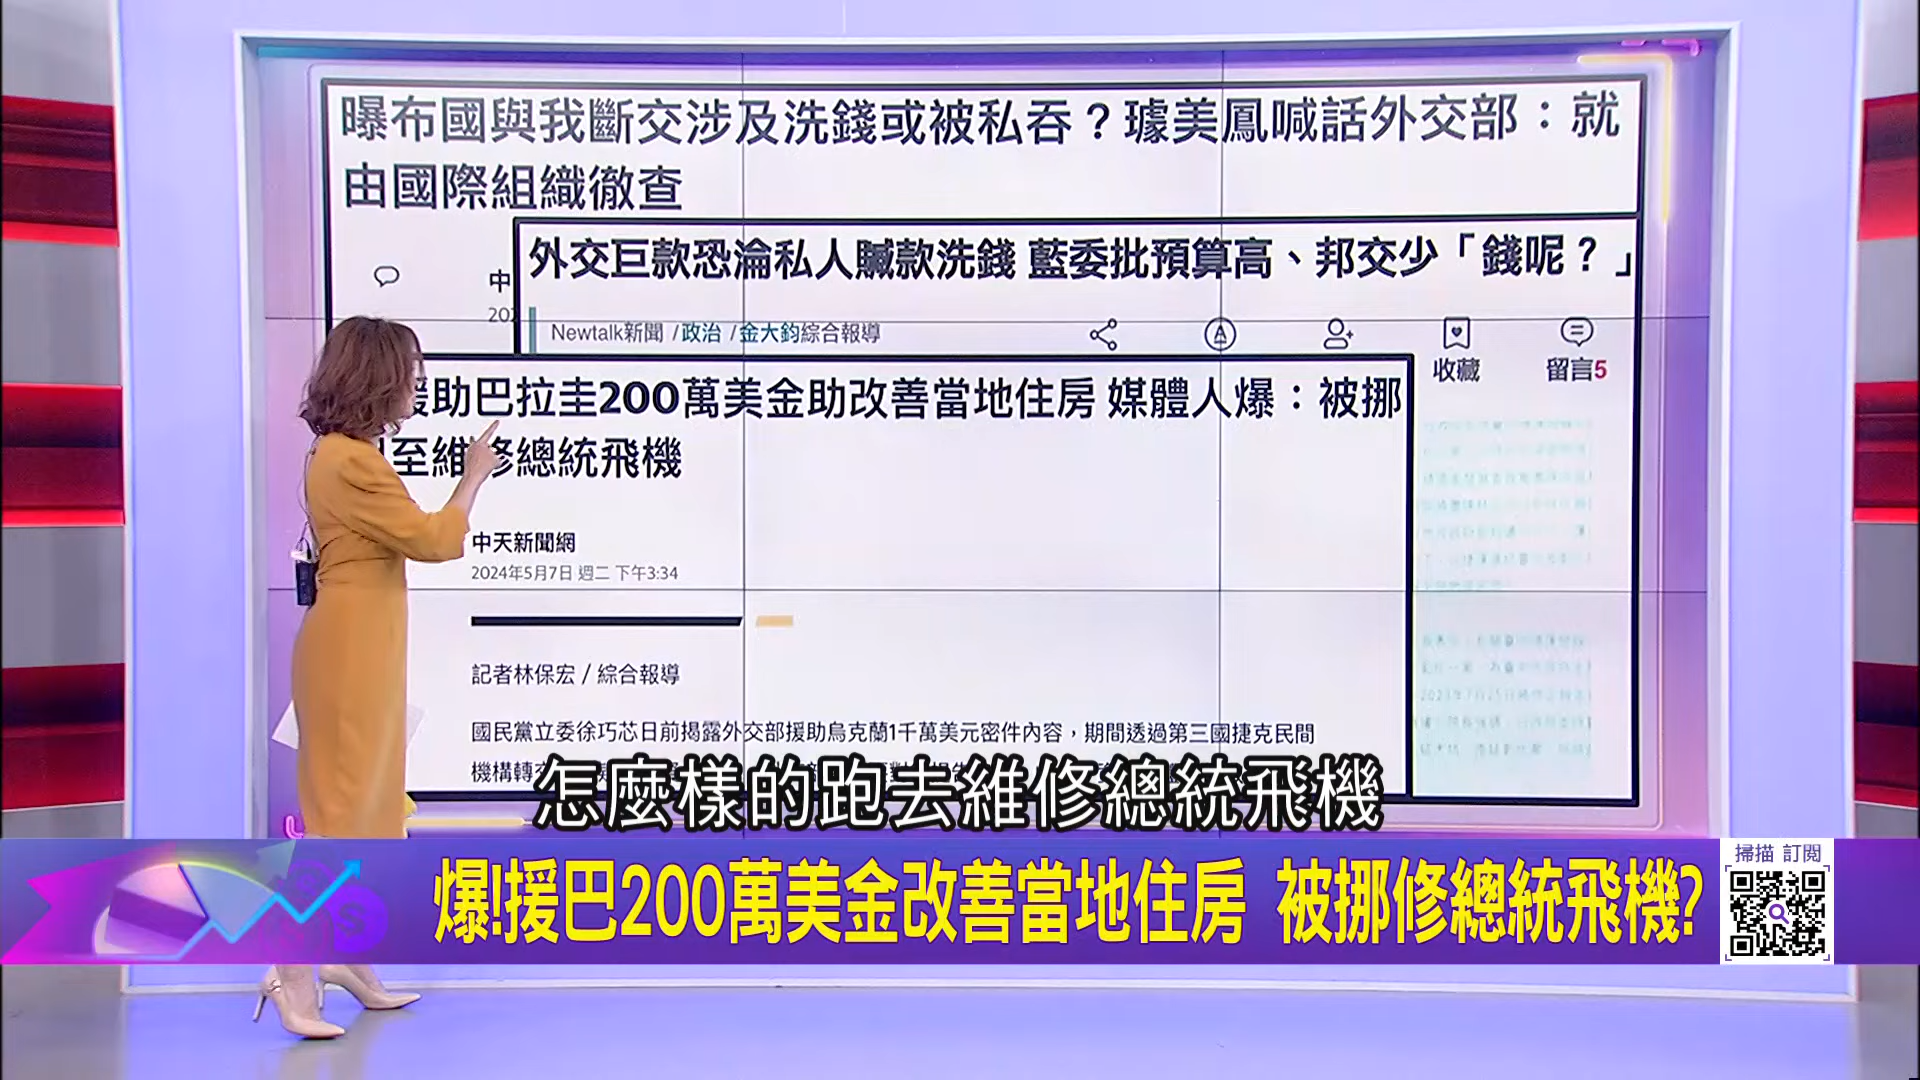 曝布國與我斷交涉及洗錢或被私吞？璩美鳳喊話外交部：就
由國際組織徹查
中
202
外交巨款恐淪私人贓款洗錢 藍委批預算高、邦交少「錢呢？」
Newtalk新聞 /政治 /金大鈞綜合報導
收藏
留言5
援助巴拉圭200萬美金助改善當地住房 媒體人爆：被挪
至維修總統飛機
中天新聞網
2024年5月7日 週二 下午3:34
記者林保宏／綜合報導
國民黨立委徐巧芯日前揭露外交部援助烏克蘭1千萬美元密件內容，期間透過第三國捷克民間
機構轉
怎麼樣的跑去維修總統飛機
爆!援巴200萬美金改善當地住房 被挪修總統飛機?
掃描 訂閱